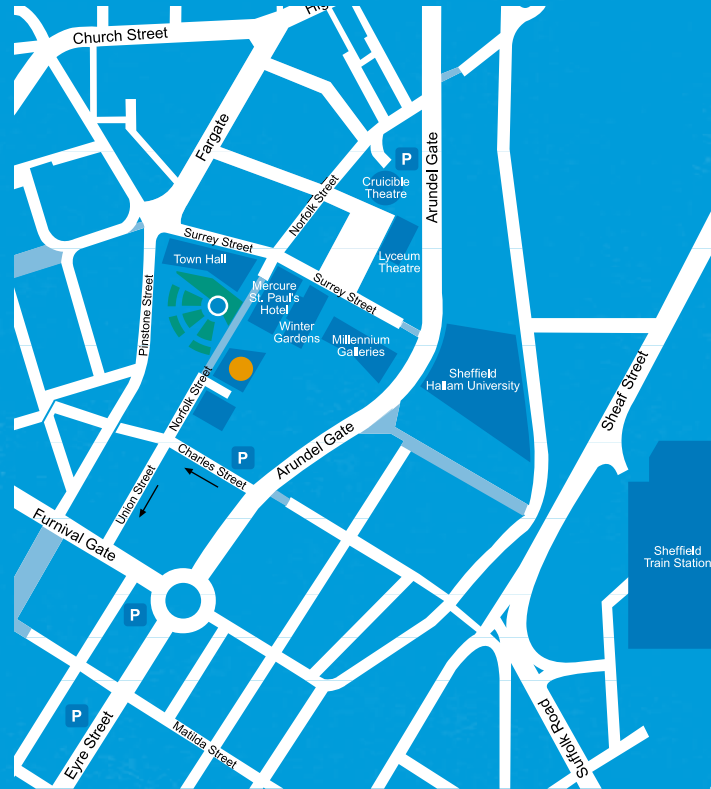 Hig
Church Street
Fargate
P
Cruicible
Theatre
Arundel Gate
Norfolk Street
Surrey Street
Town Hall
Lyceum
Theatre
Surrey Street
Mercure
St. Paul's
Hotel
Winter
Gardens
Millennium
Galleries
Pinstone Street
Sheffield
Hallam University
Sheaf Street
Norfolk Street
Arundel Gate
P
Charles Street
Union Street
Furnival Gate
Sheffield
Train Station
P
P
Eyre Street
Matilda Street
Suffolk Road